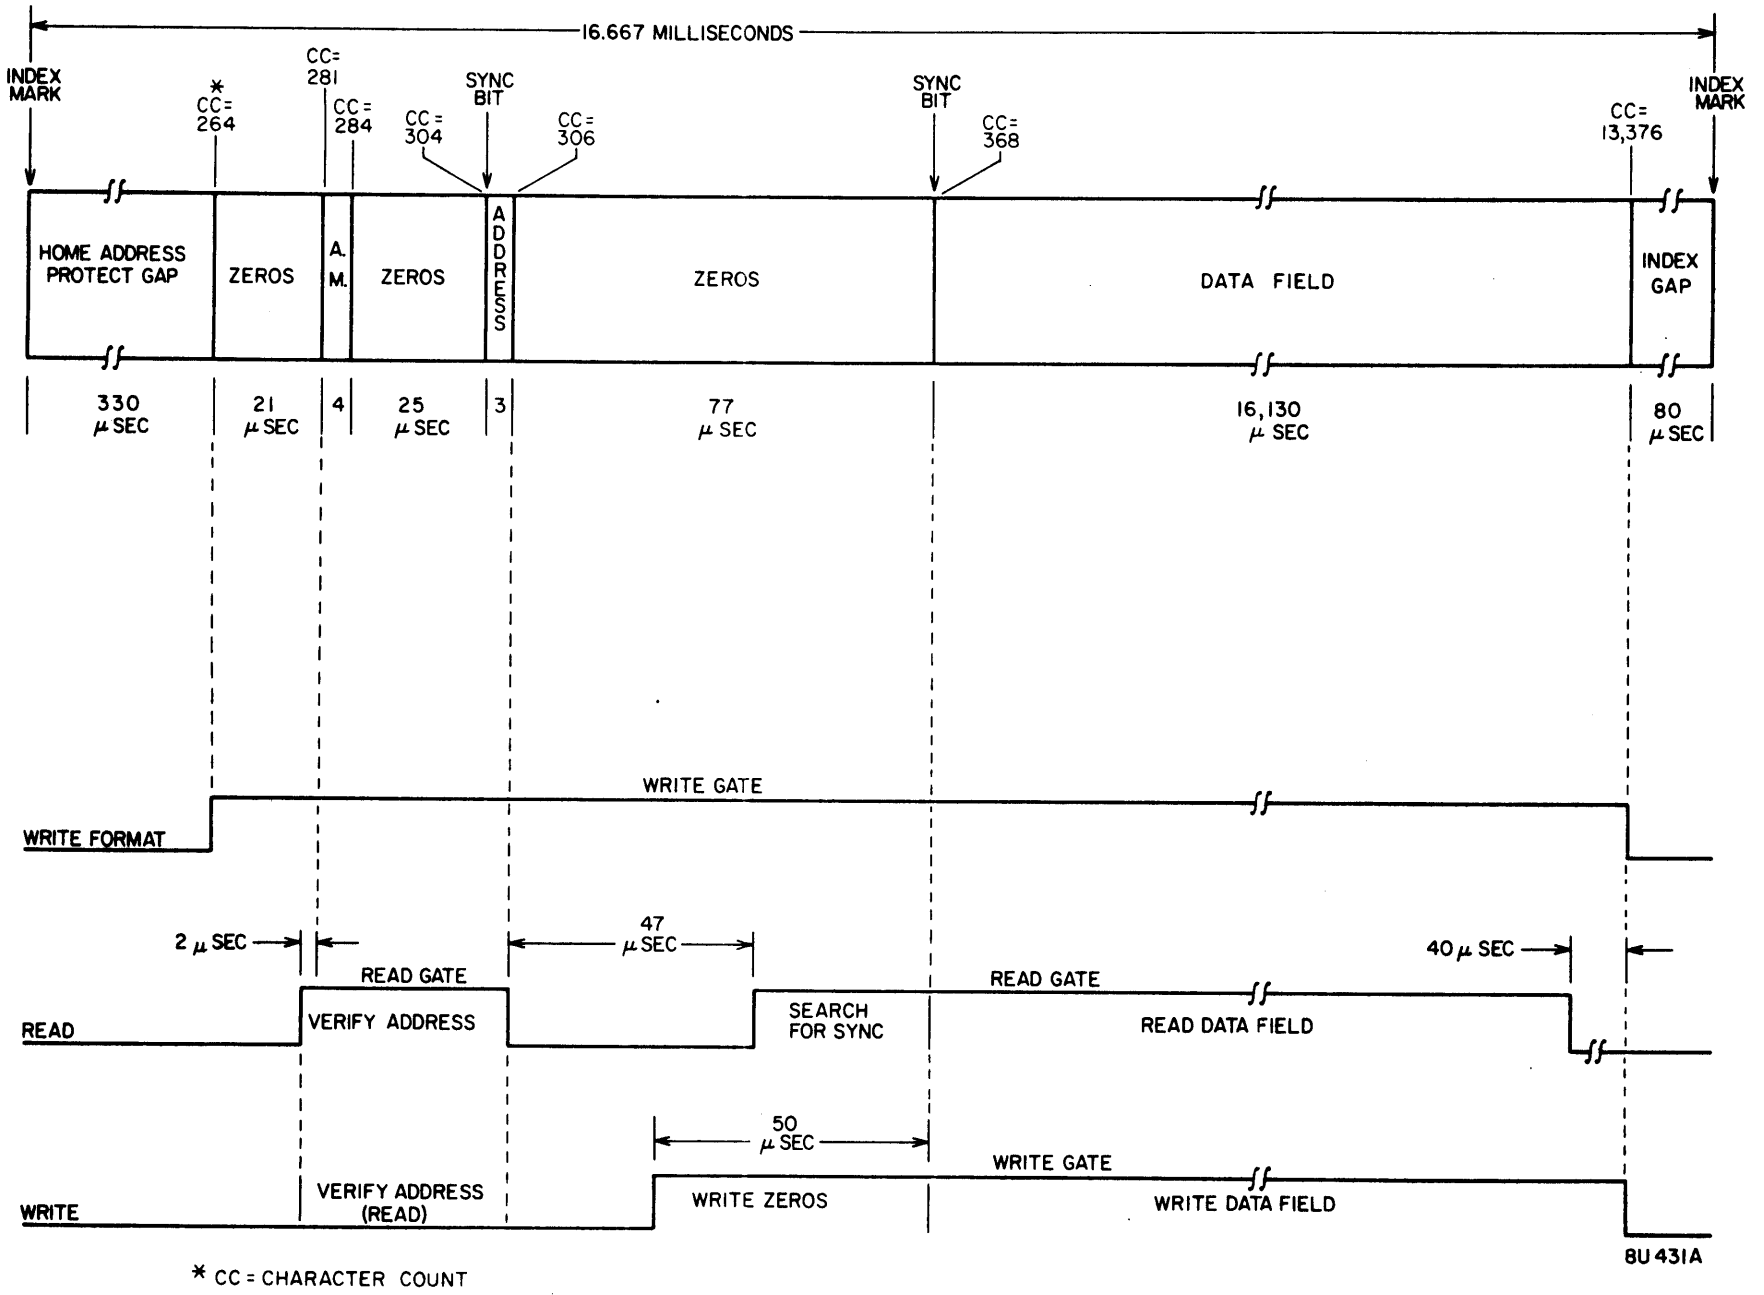 16.667 MILLISECONDS
INDEX
MARK
*
CC=
264
CC=
281
CC=
284
CC=
304
SYNC
BIT
CC=
306
SYNC
BIT
CC=
368
CC=
13,376
INDEX
MARK
HOME ADDRESS
PROTECT GAP
ZEROS
A.
M.
ZEROS
ADDRESS
ZEROS
DATA FIELD
INDEX
GAP
330
μ SEC
21
μ SEC
4
25
μ SEC
3
77
μ SEC
16,130
μ SEC
80
μ SEC
WRITE GATE
WRITE FORMAT
2 μ SEC
47
μ SEC
40 μ SEC
READ GATE
READ GATE
READ
VERIFY ADDRESS
SEARCH
FOR SYNC
READ DATA FIELD
50
μ SEC
WRITE GATE
WRITE
VERIFY ADDRESS
(READ)
WRITE ZEROS
WRITE DATA FIELD
8U431A
* CC = CHARACTER COUNT